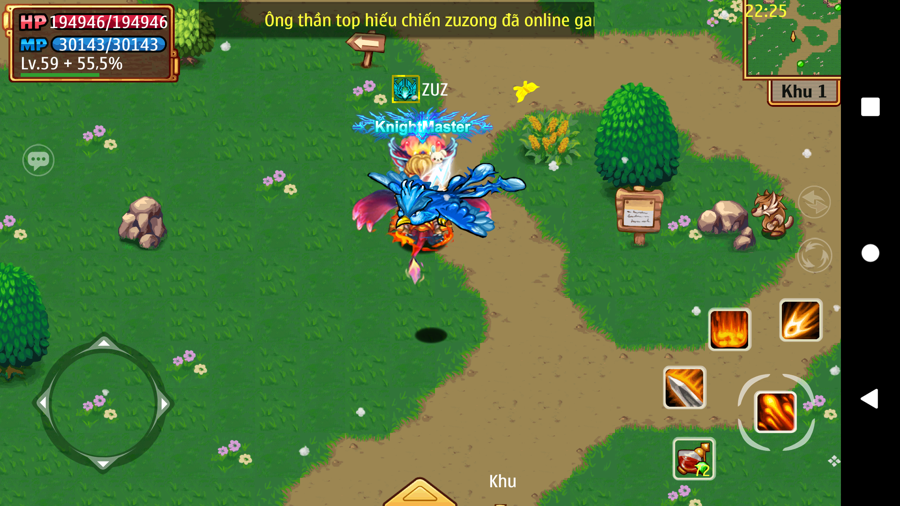 HP 194946/194946
MP 30143/30143
Lv.59 + 55,5%
Ông thần top hiếu chiến zuzong đã online
22:25
Khu 1
ZUZ
KnightMaster
72
Khu